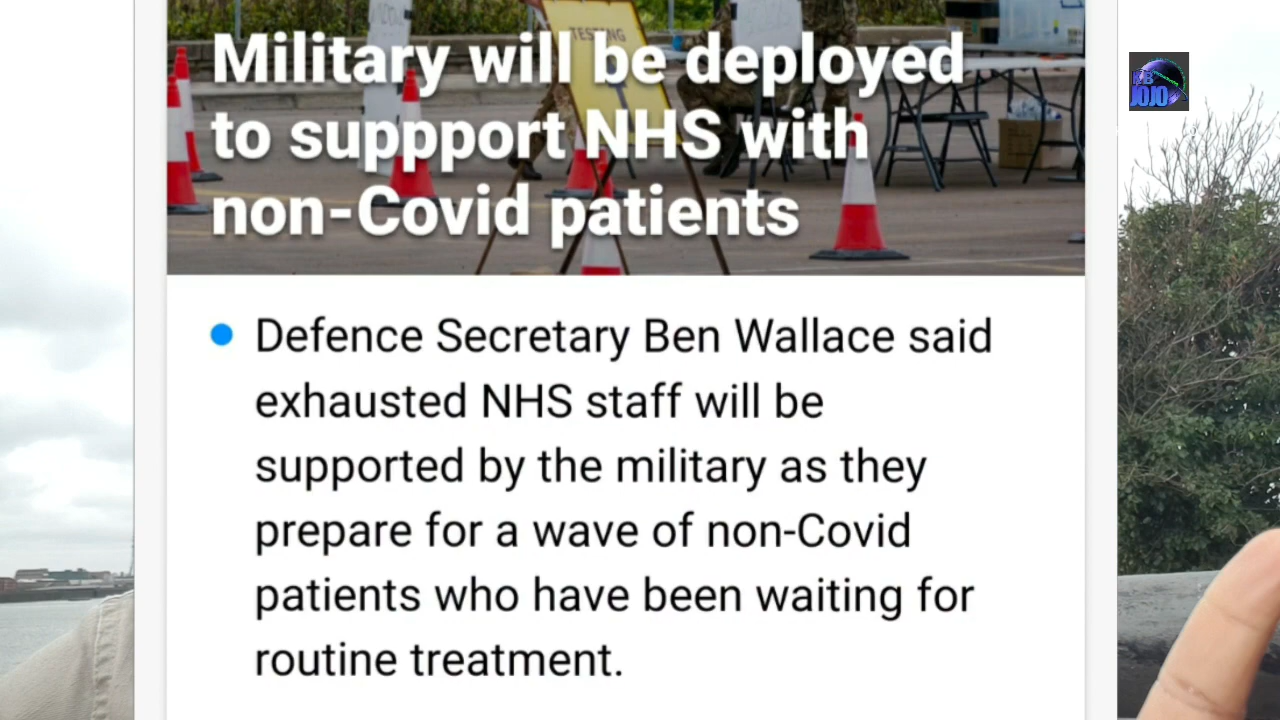 TESTING
Military will be deployed
to suppport NHS with
non-Covid patients
Defence Secretary Ben Wallace said
exhausted NHS staff will be
supported by the military as they
prepare for a wave of non-Covid
patients who have been waiting for
routine treatment.
JOJO